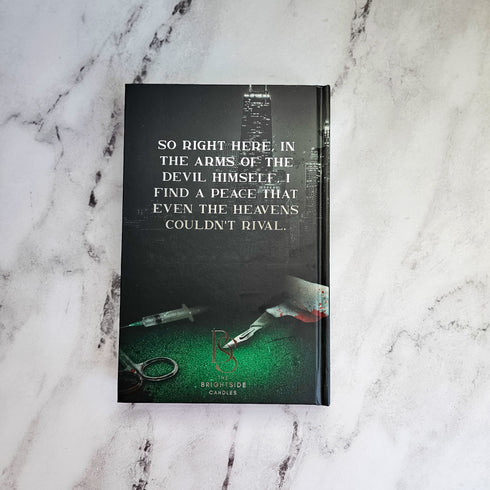 SO RIGHT HERE, IN
THE ARMS OF THE
DEVIL HIMSELF, I
FIND A PEACE THAT
EVEN THE HEAVENS
COULDN'T RIVAL.
BS
THE
BRIGHTSIDE
CANDLES